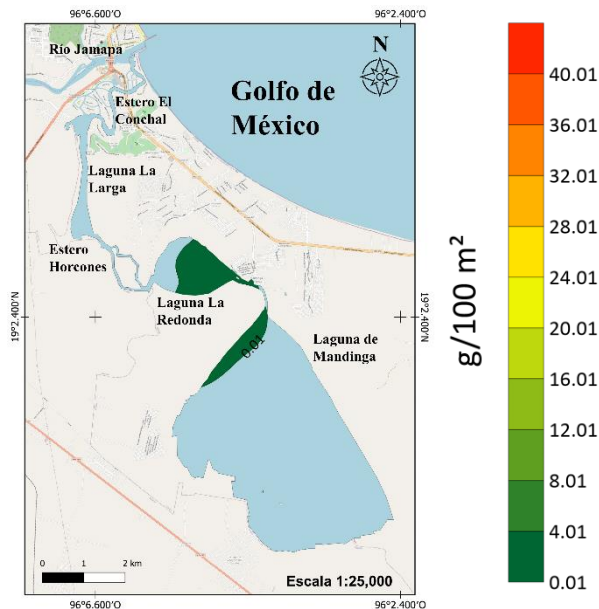 96°6.600'O
96°2.400'O
Río Jamapa
N
Estero El
Conchal
Golfo de
México
Laguna La
Larga
Estero
Horcones
Laguna La
Redonda
Laguna de
Mandinga
0.01
19°2.400'N
19°2.400'N
0 1 2 km
Escala 1:25,000
96°6.600'O
96°2.400'O
g/100 m²
40.01
36.01
32.01
28.01
24.01
20.01
16.01
12.01
8.01
4.01
0.01